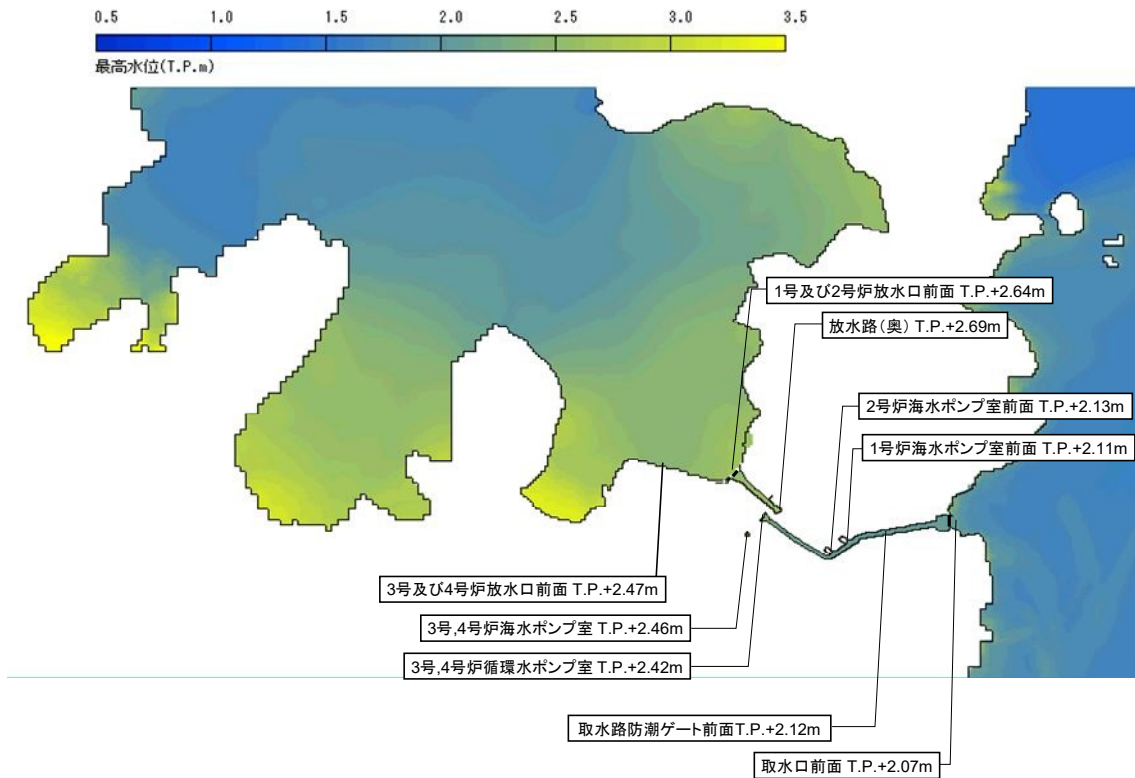 0.5 1.0 1.5 2.0 2.5 3.0 3.5
最高水位(T.P.m)
1号及び2号炉放水口前面 T.P.+2.64m
放水路(奥) T.P.+2.69m
2号炉海水ポンプ室前面 T.P.+2.13m
1号炉海水ポンプ室前面 T.P.+2.11m
3号及び4号炉放水口前面 T.P.+2.47m
3号,4号炉海水ポンプ室 T.P.+2.46m
3号,4号炉循環水ポンプ室 T.P.+2.42m
取水路防潮ゲート前面T.P.+2.12m
取水口前面 T.P.+2.07m